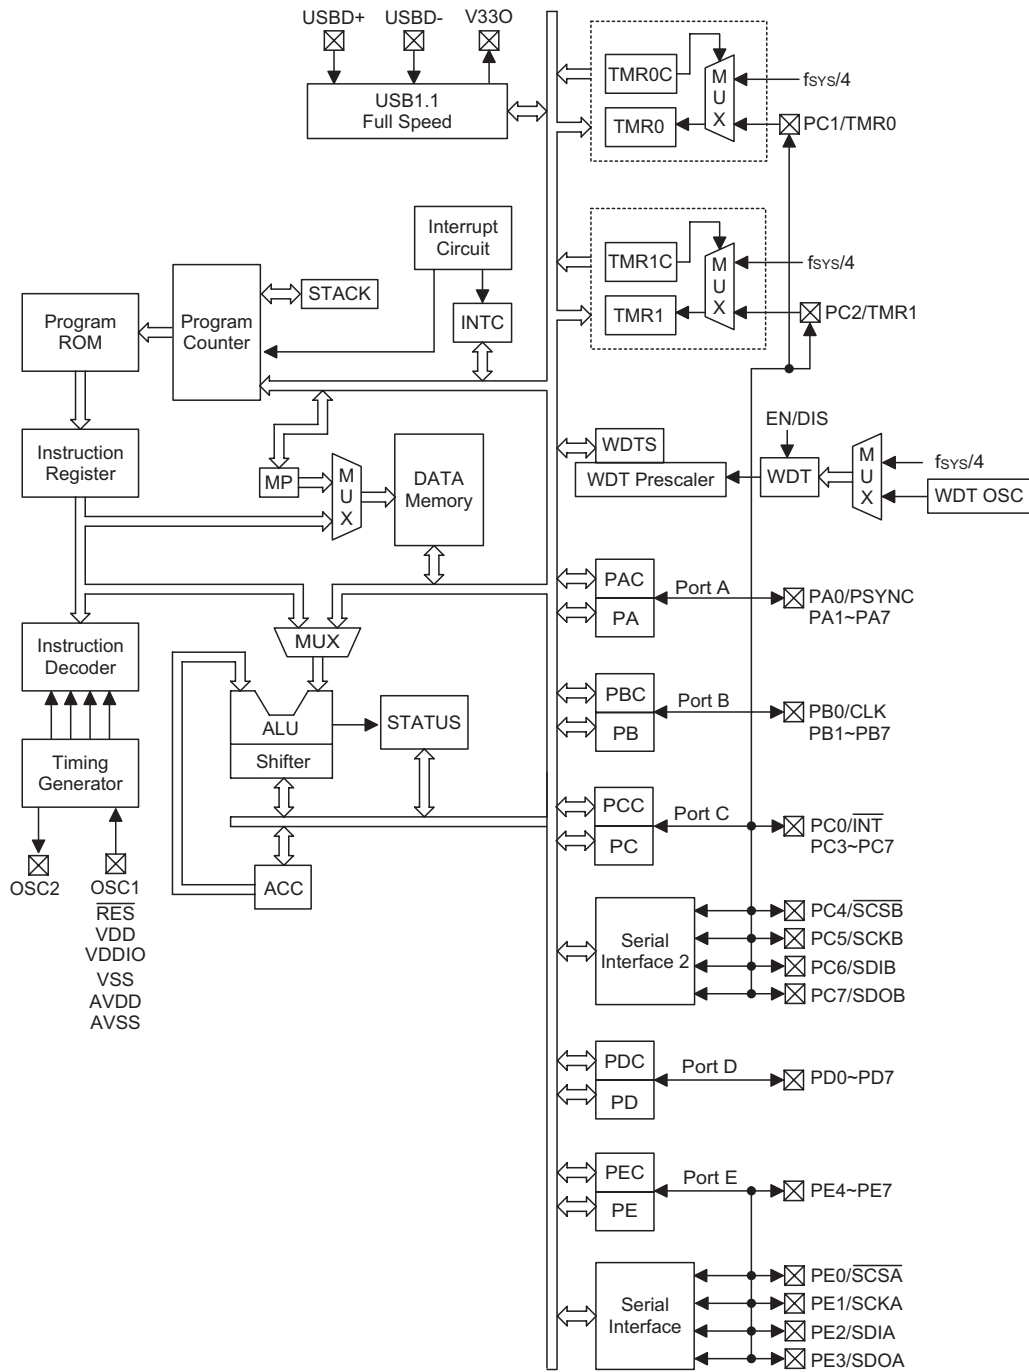 USBD+
USBD-
V33O
USB1.1
Full Speed
TMR0C
TMR0
MUX
fSYS/4
PC1/TMR0
Interrupt
Circuit
STACK
INTC
Program
ROM
Program
Counter
TMR1C
TMR1
MUX
fSYS/4
PC2/TMR1
Instruction
Register
MP
MUX
DATA
Memory
WDTS
WDT Prescaler
EN/DIS
WDT
MUX
fSYS/4
WDT OSC
PAC
PA
Port A
PA0/PSYNC
PA1~PA7
Instruction
Decoder
MUX
ALU
Shifter
STATUS
PBC
PB
Port B
PB0/CLK
PB1~PB7
Timing
Generator
PCC
PC
Port C
PC0/I̅N̅T̅
PC3~PC7
OSC2
OSC1
R̅E̅S̅
VDD
VDDIO
VSS
AVDD
AVSS
ACC
Serial
Interface 2
PC4/S̅C̅S̅B̅
PC5/SCKB
PC6/SDIB
PC7/SDOB
PDC
PD
Port D
PD0~PD7
PEC
PE
Port E
PE4~PE7
Serial
Interface
PE0/S̅C̅S̅A̅
PE1/SCKA
PE2/SDIA
PE3/SDOA